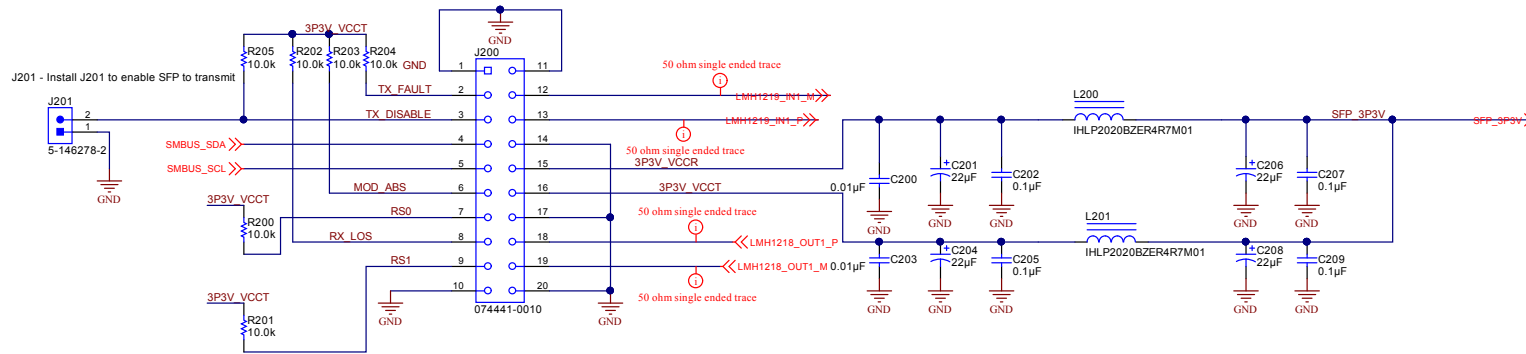 J201 - Install J201 to enable SFP to transmit
J201
2
1
5-146278-2
GND
3P3V_VCCT
R205
10.0k
R202
10.0k
R203
10.0k
R204
10.0k
GND
TX_FAULT
TX_DISABLE
SMBUS_SDA
SMBUS_SCL
MOD_ABS
3P3V_VCCT
R200
10.0k
RS0
RX_LOS
RS1
3P3V_VCCT
R201
10.0k
GND
GND
J200
1
2
3
4
5
6
7
8
9
10
11
12
13
14
15
16
17
18
19
20
074441-0010
GND
50 ohm single ended trace
LMH1219_IN1_M
LMH1219_IN1_P
50 ohm single ended trace
3P3V_VCCR
3P3V_VCCT
50 ohm single ended trace
LMH1218_OUT1_P
LMH1218_OUT1_M
50 ohm single ended trace
0.01µF
C200
GND
C201
22µF
GND
C202
0.1µF
GND
L200
IHLP2020BZER4R7M01
C206
22µF
GND
C207
0.1µF
GND
SFP_3P3V
SFP_3P3V
0.01µF
C203
GND
C204
22µF
GND
C205
0.1µF
GND
L201
IHLP2020BZER4R7M01
C208
22µF
GND
C209
0.1µF
GND